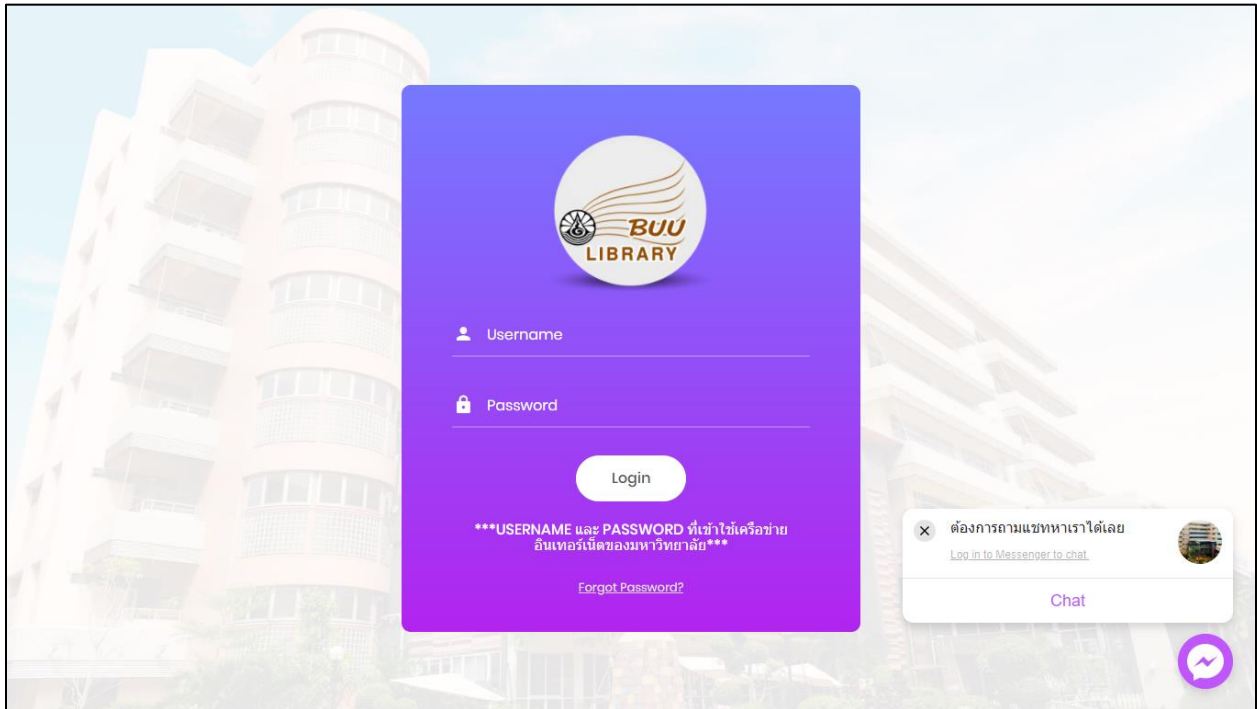 BUU
LIBRARY
Username
Password
Login
***USERNAME และ PASSWORD ที่เข้าใช้เครือข่าย
อินเทอร์เน็ตของมหาวิทยาลัย***
Forgot Password?
ต้องการถามแชทหาเราได้เลย
Log in to Messenger to chat.
Chat